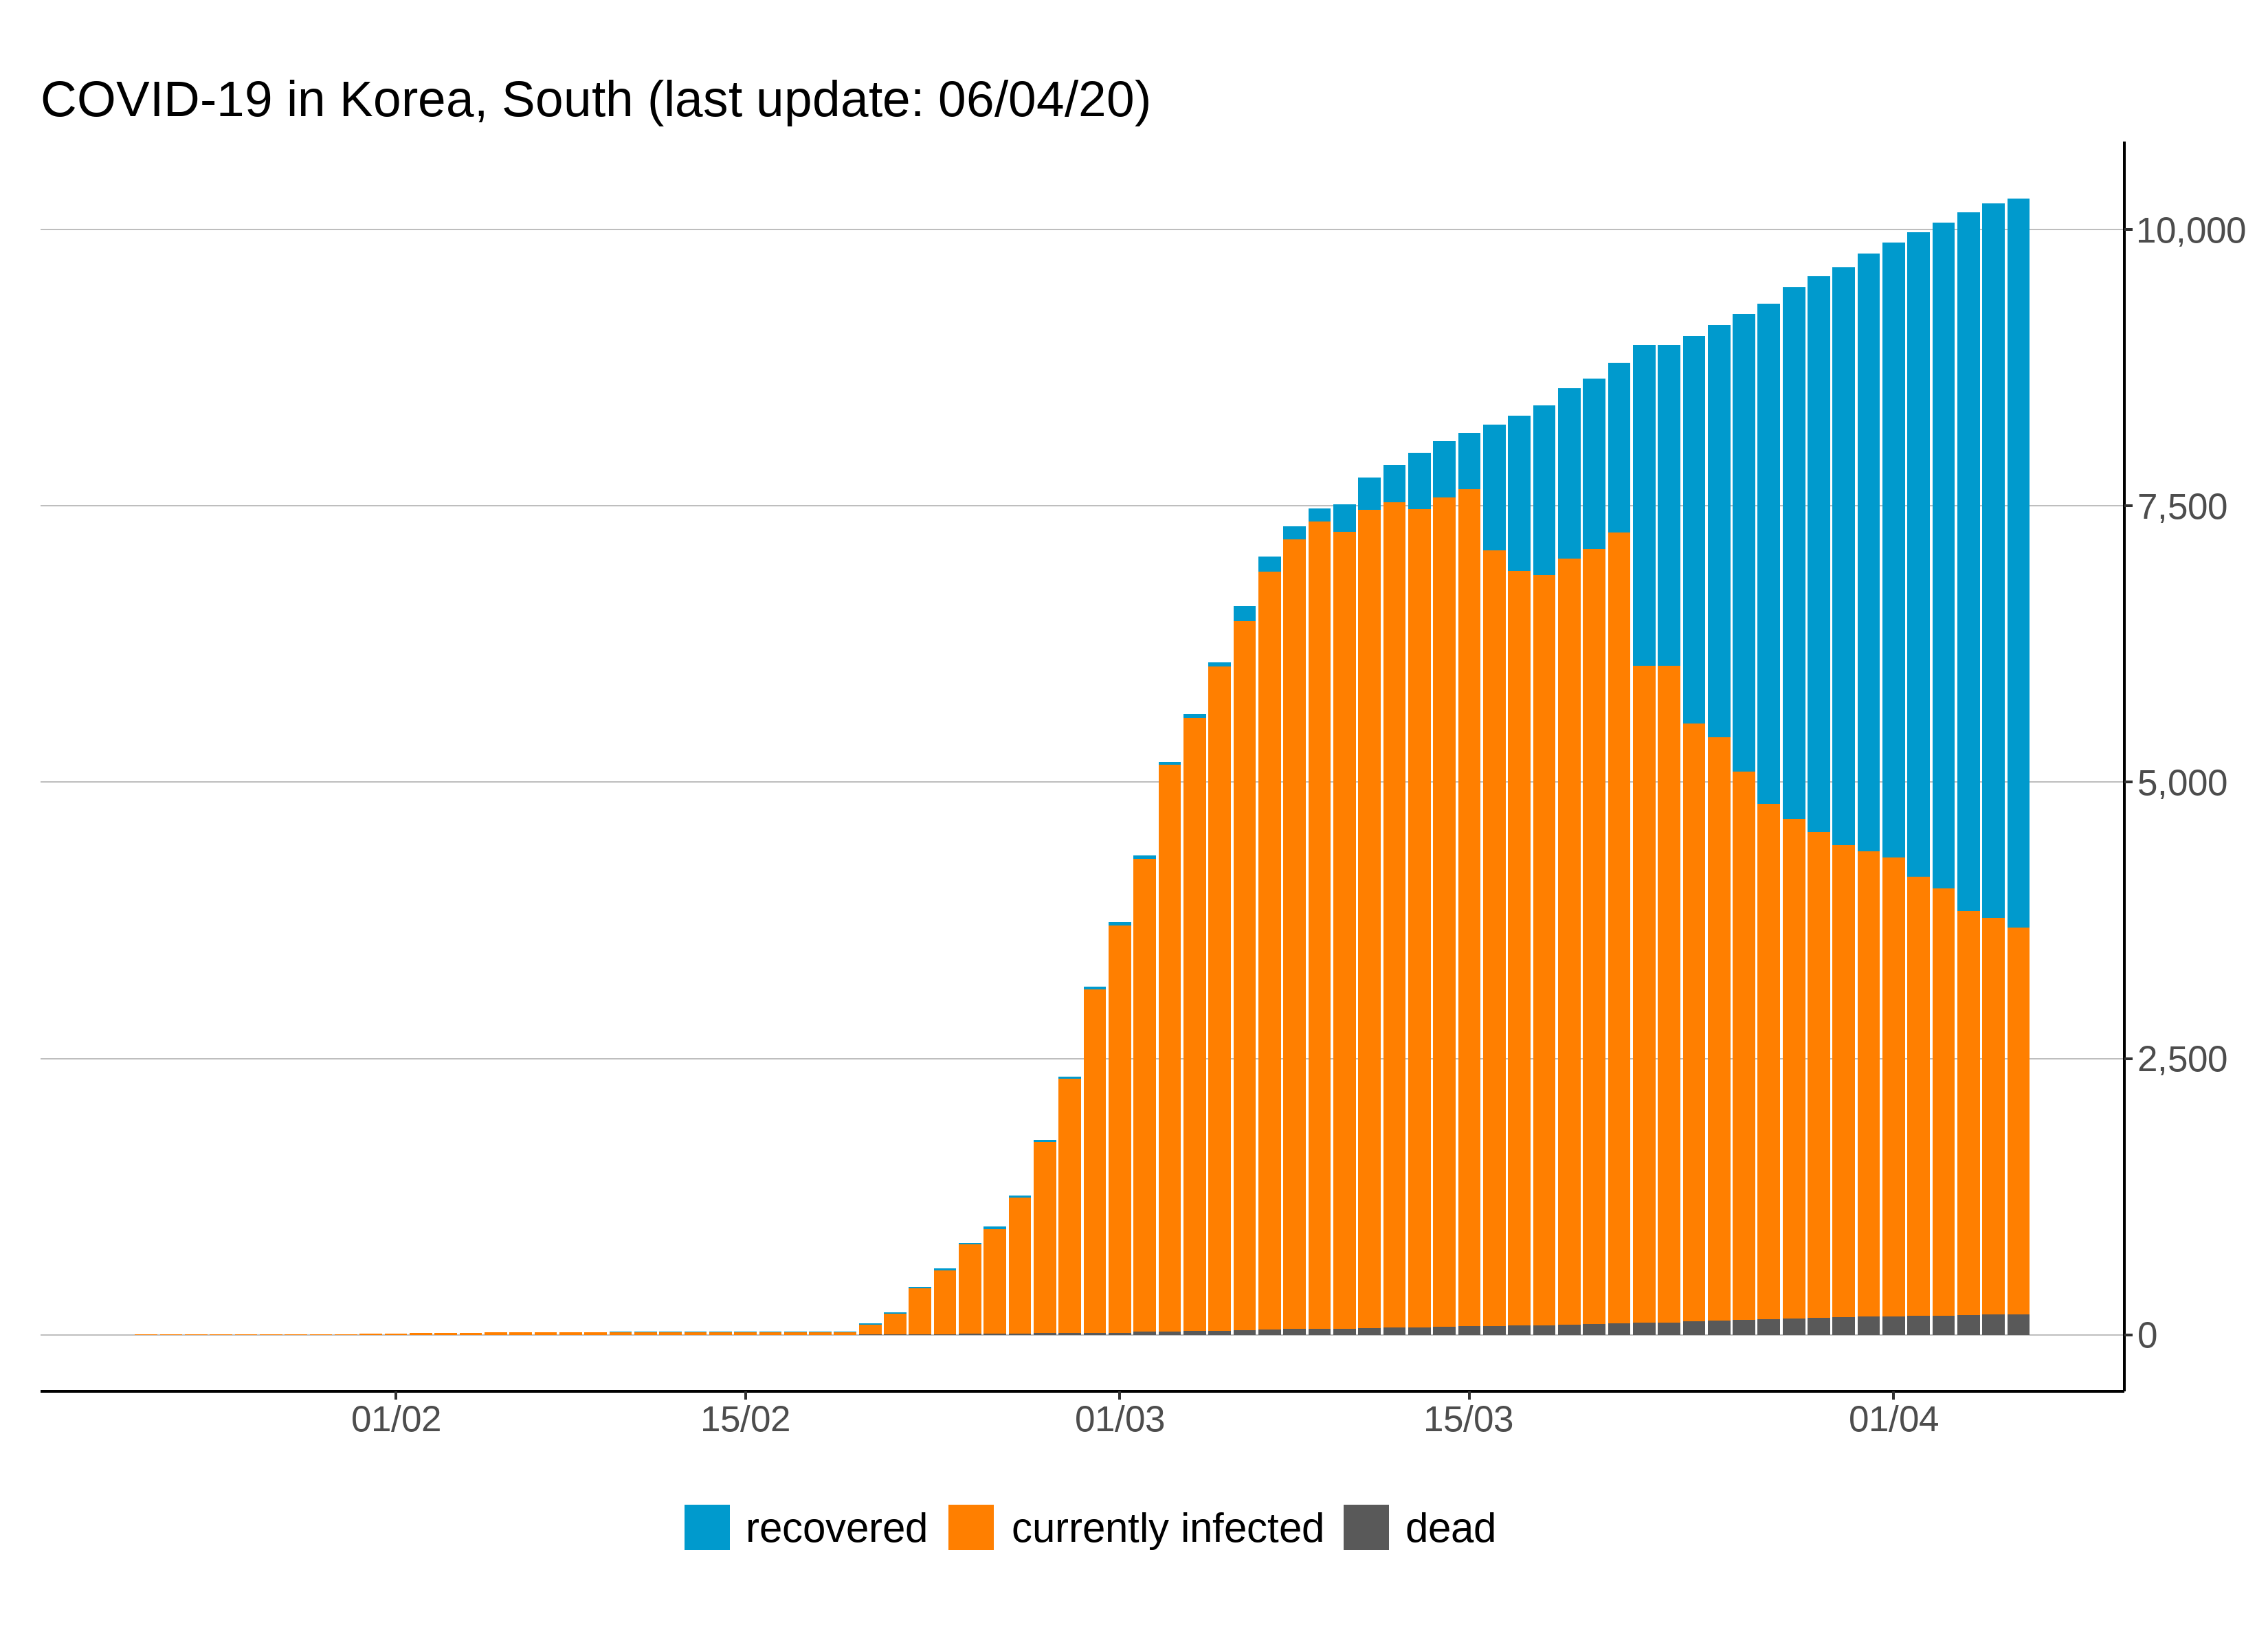 COVID-19 in Korea, South (last update: 06/04/20)
10,000
7,500
5,000
2,500
0
01/02 15/02 01/03 15/03 01/04
recovered currently infected dead